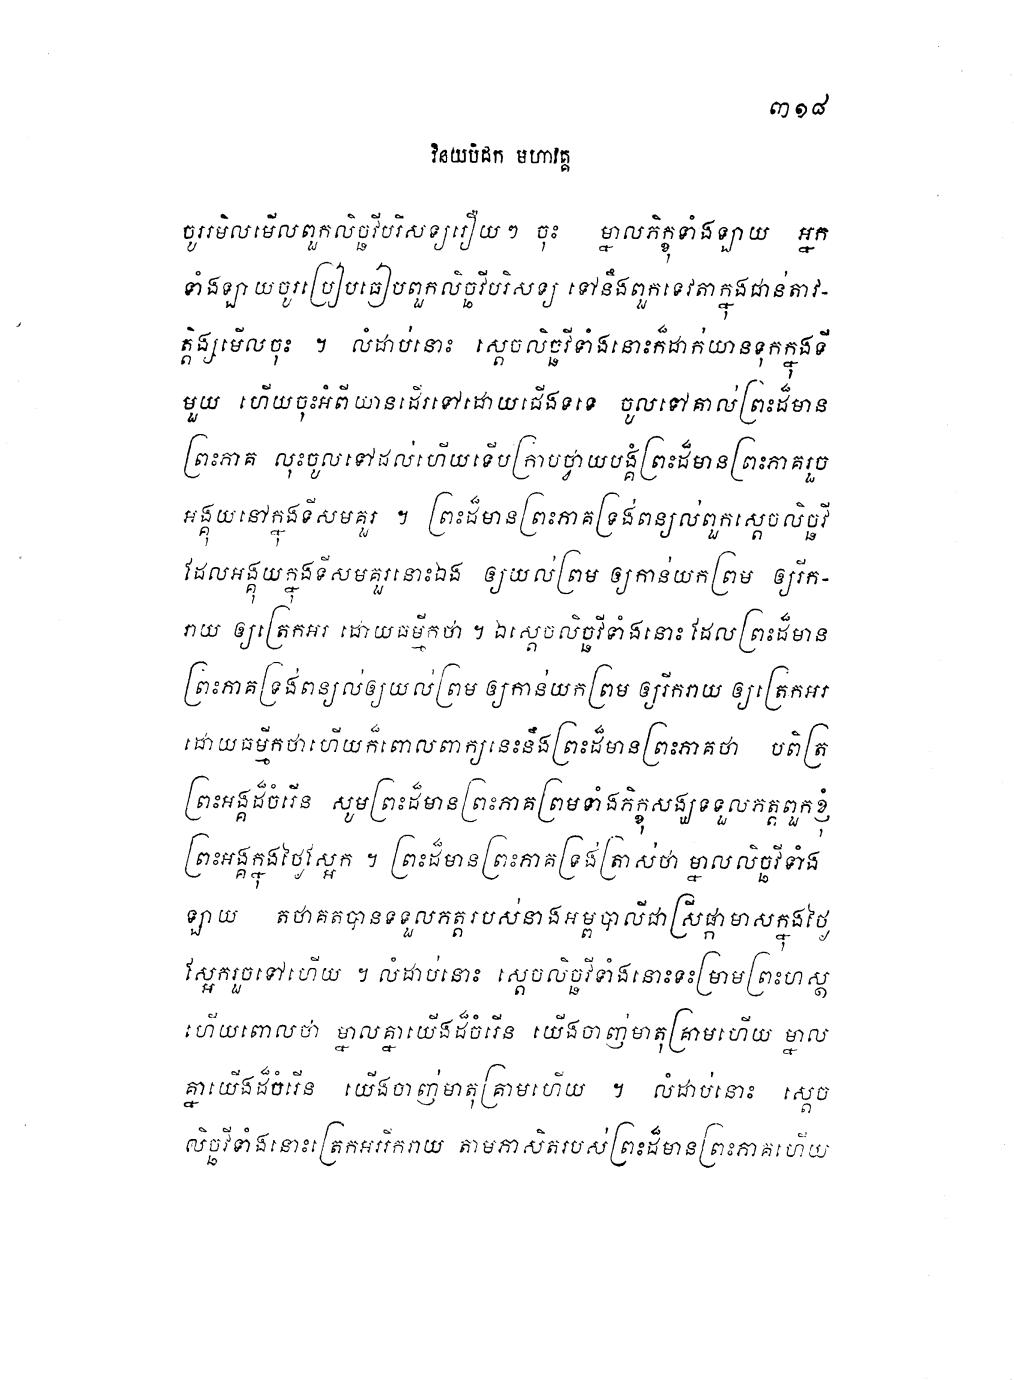 ៣១៨
វិនយបិដក មហាវគ្គ
ចូររមិលមើលពួកលិច្ឆវីបរិសទ្យរឿយៗ ចុះ ម្នាលភិក្ខុទាំងឡាយ អ្នក
ទាំងឡាយចូរប្រៀបធៀបពួកលិច្ឆវីបរិសទ្យ ទៅនឹងពួកទេវតាក្នុងជាន់តាវ-
ត្តិង្សមើលចុះ ។ លំដាប់នោះ ស្តេចលិច្ឆវីទាំងនោះក៏ដាក់យានទុកក្នុងទី
មួយ ហើយចុះអំពីយានដើរទៅដោយជើងទទេ ចូលទៅគាល់ព្រះដ៏មាន
ព្រះភាគ លុះចូលទៅដល់ហើយទើបក្រាបថ្វាយបង្គំព្រះដ៏មានព្រះភាគរួច
អង្គុយនៅក្នុងទីសមគួរ ។ ព្រះដ៏មានព្រះភាគទ្រង់ពន្យល់ពួកស្តេចលិច្ឆវី
ដែលអង្គុយក្នុងទីសមគួរនោះឯង ឲ្យយល់ព្រម ឲ្យកាន់យកព្រម ឲ្យរីក-
រាយ ឲ្យត្រេកអរ ដោយធម្មីកថា ។ ឯស្តេចលិច្ឆវីទាំងនោះ ដែលព្រះដ៏មាន
ព្រះភាគទ្រង់ពន្យល់ឲ្យយល់ព្រម ឲ្យកាន់យកព្រម ឲ្យរីករាយ ឲ្យត្រេកអរ
ដោយធម្មីកថាហើយក៏ពោលពាក្យនេះនឹងព្រះដ៏មានព្រះភាគថា បពិត្រ
ព្រះអង្គដ៏ចំរើន សូមព្រះដ៏មានព្រះភាគព្រមទាំងភិក្ខុសង្ឃទទួលភត្តពួកខ្ញុំ
ព្រះអង្គក្នុងថ្ងៃស្អែក ។ ព្រះដ៏មានព្រះភាគទ្រង់ត្រាស់ថា ម្នាលលិច្ឆវីទាំង
ឡាយ តថាគតបានទទួលភត្តរបស់នាងអម្ពបាលីជាស្រីផ្កាមាសក្នុងថ្ងៃ
ស្អែករួចទៅហើយ ។ លំដាប់នោះ ស្តេចលិច្ឆវីទាំងនោះទះម្រាមព្រះហស្ត
ហើយពោលថា ម្នាលគ្នាយើងដ៏ចំរើន យើងចាញ់មាតុគ្រាមហើយ ម្នាល
គ្នាយើងដ៏ចំរើន យើងចាញ់មាតុគ្រាមហើយ ។ លំដាប់នោះ ស្តេច
លិច្ឆវីទាំងនោះត្រេកអររីករាយ តាមភាសិតរបស់ព្រះដ៏មានព្រះភាគហើយ